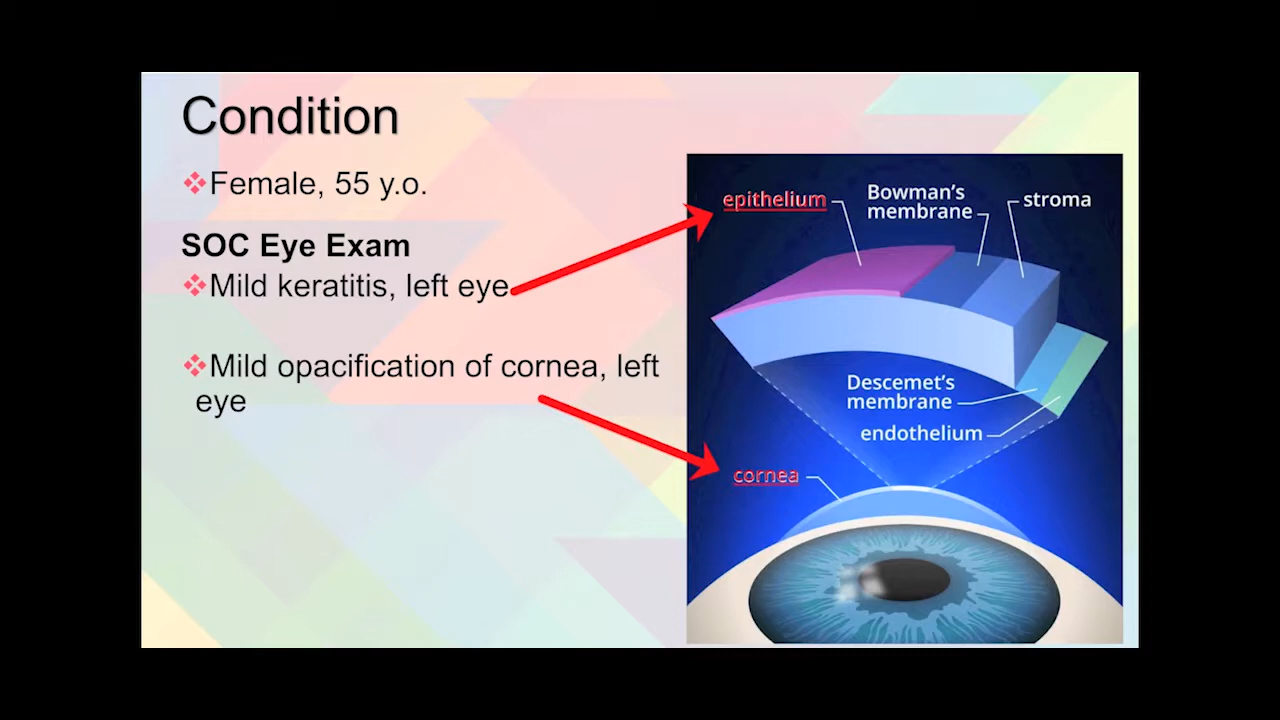 Condition
Female, 55 y.o.
SOC Eye Exam
Mild keratitis, left eye
Mild opacification of cornea, left
eye
epithelium
Bowman's
membrane
stroma
Descemet's
membrane
endothelium
cornea